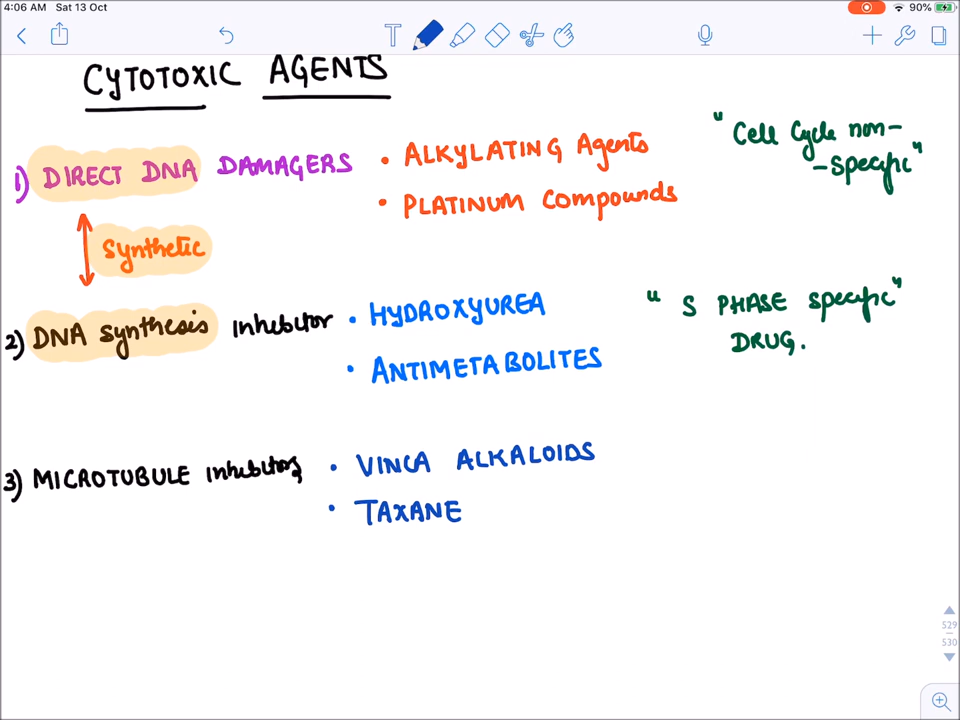 4:06 AM Sat 13 Oct 90%
T
CYTOTOXIC AGENTS
1) DIRECT DNA DAMAGERS • ALKYLATING Agents "Cell Cycle non-
-specific"
• PLATINUM Compounds
Synthetic
2) DNA synthesis Inhibitor • HYDROXYUREA "S PHASE specific"
DRUG.
• ANTIMETABOLITES
3) MICROTUBULE inhibitors • VINCA ALKALOIDS
• TAXANE
529
530